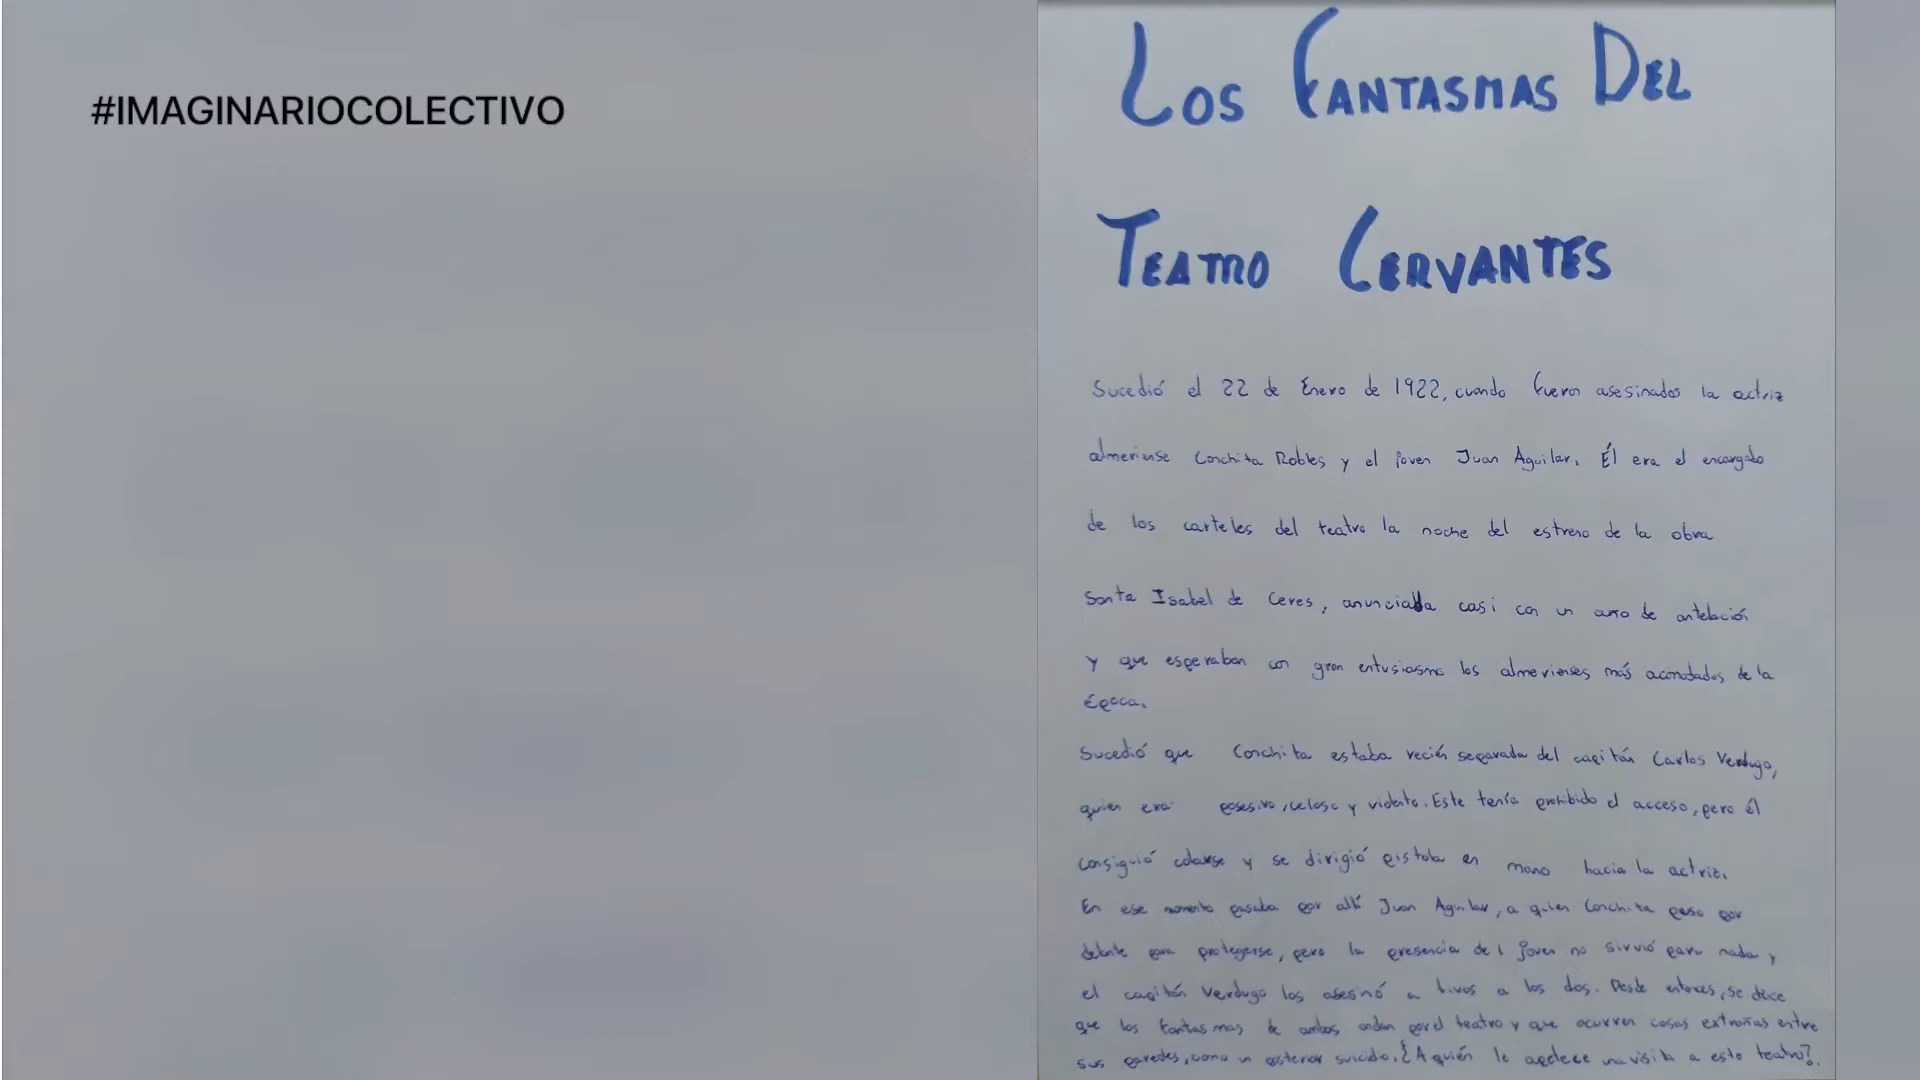 #IMAGINARIOCOLECTIVO
Los Fantasmas Del
Teatro Cervantes
Sucedió el 22 de Enero de 1922, cuando fueron asesinados la actriz
almeriense Conchita Robles y el joven Juan Aguilar. Él era el encargado
de los carteles del teatro la noche del estreno de la obra
Santa Isabel de Ceres, anunciada casi con un año de antelación
y que esperaban con gran entusiasmo los almerienses más acomodados de la
época.
Sucedió que Conchita estaba recién separada del capitán Carlos Verdugo,
quien era posesivo, celoso y violento. Este tenía prohibido el acceso, pero él
consiguió colarse y se dirigió pistola en mano hacia la actriz.
En ese momento pasaba por allí Juan Aguilar, a quien Conchita puso por
delante para protegerse, pero la presencia del joven no sirvió para nada y
el capitán Verdugo los asesinó a tiros a los dos. Desde entonces, se dice
que los fantasmas de ambos andan por el teatro y que ocurren cosas extrañas entre
sus paredes, como un posterior suicidio. ¿A quién le apetece una visita a este teatro?.